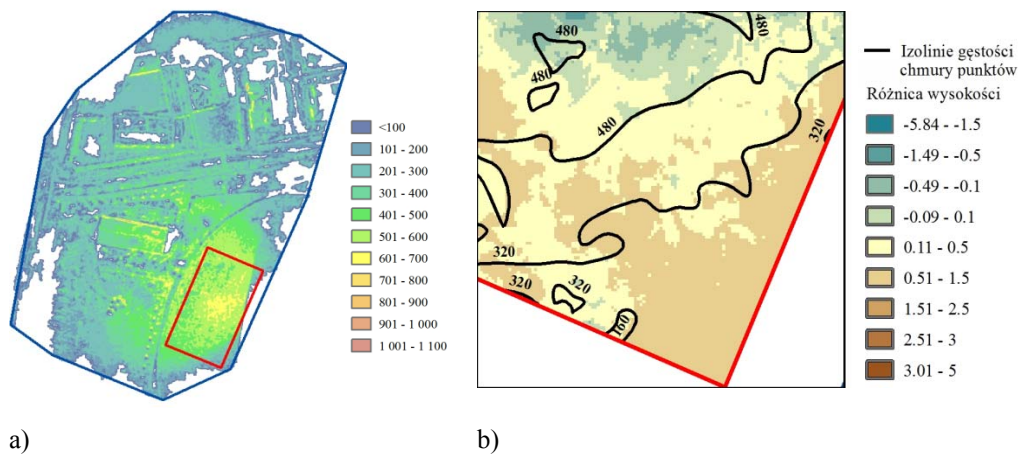 <100
101 - 200
201 - 300
301 - 400
401 - 500
501 - 600
601 - 700
701 - 800
801 - 900
901 - 1 000
1 001 - 1 100
a)
480
480
480
480
480
320
320
320
320
160
Izolinie gęstości
chmury punktów
Różnica wysokości
-5.84 - -1.5
-1.49 - -0.5
-0.49 - -0.1
-0.09 - 0.1
0.11 - 0.5
0.51 - 1.5
1.51 - 2.5
2.51 - 3
3.01 - 5
b)